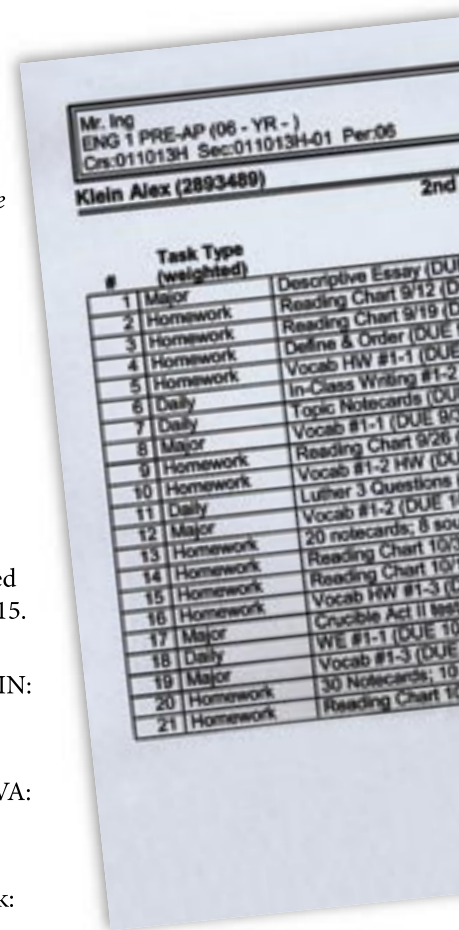 Mr. Ing
ENG 1 PRE-AP (06 - YR - )
Crs:011013H Sec:011013H-01 Per:06
Klein Alex (2893489)
2nd
e
# Task Type (weighted)
1 Major Descriptive Essay (DUE
2 Homework Reading Chart 9/12 (D
3 Homework Reading Chart 9/19 (D
4 Homework Define & Order (DUE
5 Homework Vocab HW #1-1 (DUE
6 Daily In-Class Writing #1-2
7 Daily Topic Notecards (DUE
8 Major Vocab #1-1 (DUE 9/
9 Homework Reading Chart 9/26 (
10 Homework Vocab #1-2 HW (DU
11 Daily Luther 3 Questions (
12 Major Vocab #1-2 (DUE 1
13 Homework 20 notecards; 8 sou
14 Homework Reading Chart 10/3
15 Homework Reading Chart 10/1
16 Homework Vocab HW #1-3 (D
17 Major Crucible Act II
18 Daily WE #1-1 (DUE 10
19 Major Vocab #1-3 (DUE
20 Homework 30 Notecards; 10
21 Homework Reading Chart 10
ed
15.
IN:
VA:
k: